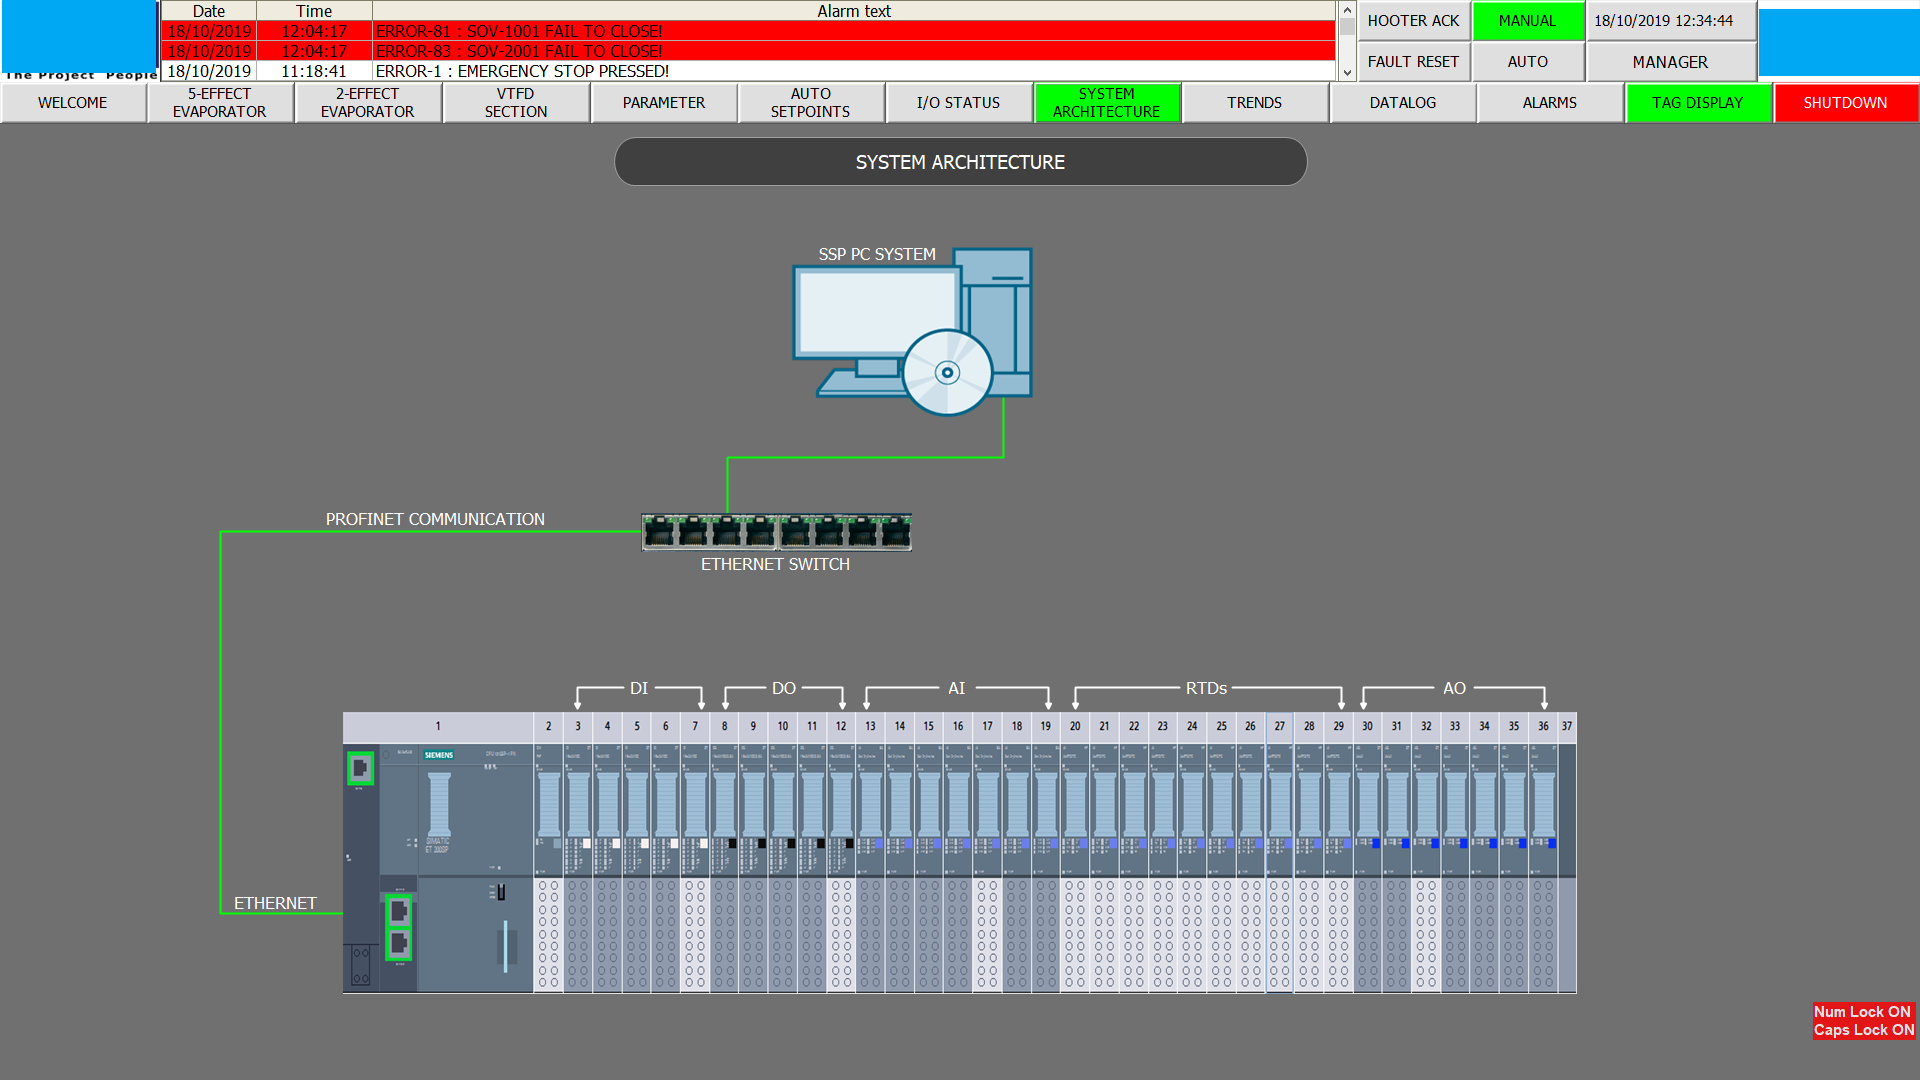 The Project People
Date Time Alarm text
18/10/2019 12:04:17 ERROR-81 : SOV-1001 FAIL TO CLOSE!
18/10/2019 12:04:17 ERROR-83 : SOV-2001 FAIL TO CLOSE!
18/10/2019 11:18:41 ERROR-1 : EMERGENCY STOP PRESSED!
HOOTER ACK MANUAL 18/10/2019 12:34:44
FAULT RESET AUTO MANAGER
WELCOME
5-EFFECT
EVAPORATOR
2-EFFECT
EVAPORATOR
VTFD
SECTION
PARAMETER
AUTO
SETPOINTS
I/O STATUS
SYSTEM
ARCHITECTURE
TRENDS
DATALOG
ALARMS
TAG DISPLAY
SHUTDOWN
SYSTEM ARCHITECTURE
SSP PC SYSTEM
PROFINET COMMUNICATION
ETHERNET SWITCH
DI DO AI RTDs AO
1 2 3 4 5 6 7 8 9 10 11 12 13 14 15 16 17 18 19 20 21 22 23 24 25 26 27 28 29 30 31 32 33 34 35 36 37
SIEMENS
SIMATIC
ET 200SP
ETHERNET
Num Lock ON
Caps Lock ON